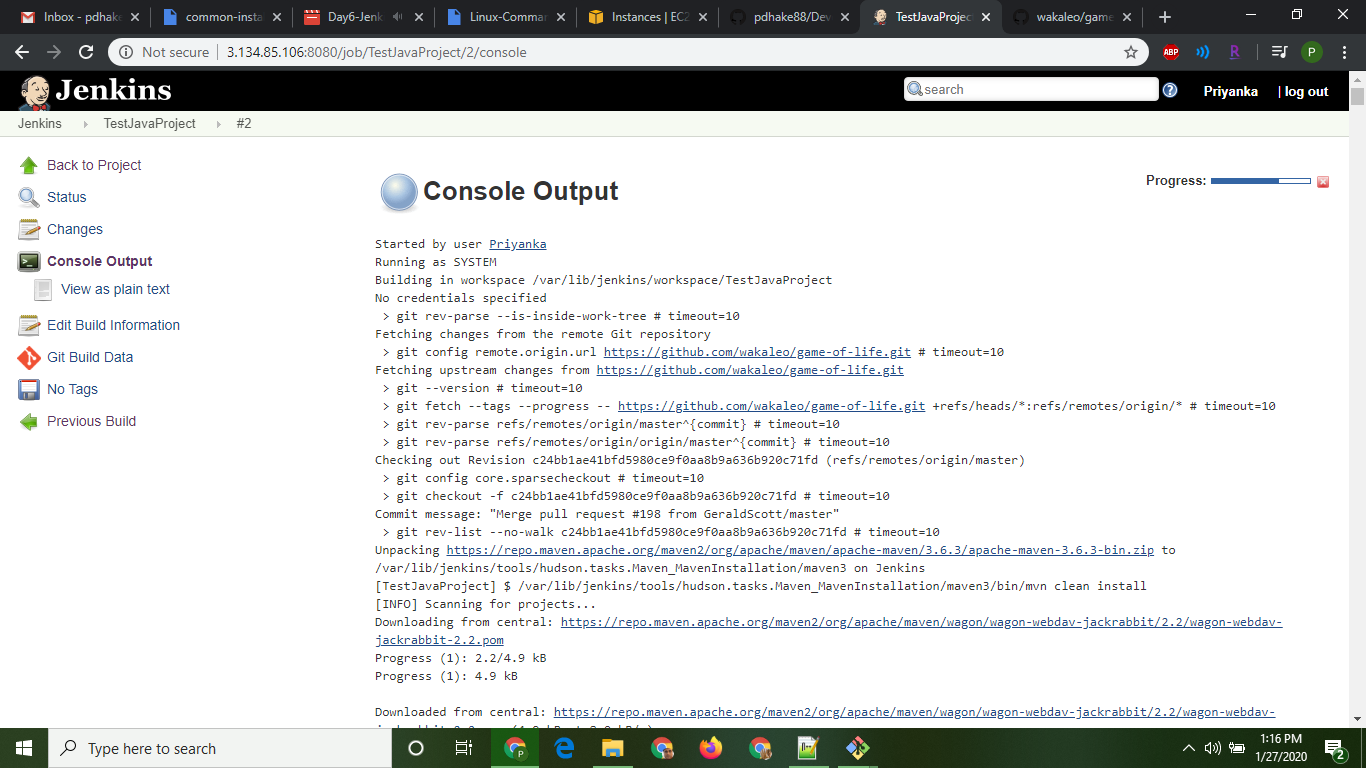 Inbox - pdhake
common-insta
Day6-Jenk
Linux-Comman
Instances | EC2
pdhake88/Dev
TestJavaProjec
wakaleo/game
Not secure
3.134.85.106:8080/job/TestJavaProject/2/console
ABP
R
P
Jenkins
search
?
Priyanka
| log out
Jenkins
TestJavaProject
#2
Back to Project
Status
Changes
Console Output
View as plain text
Edit Build Information
Git Build Data
No Tags
Previous Build
Console Output
Progress:
Started by user Priyanka
Running as SYSTEM
Building in workspace /var/lib/jenkins/workspace/TestJavaProject
No credentials specified
> git rev-parse --is-inside-work-tree # timeout=10
Fetching changes from the remote Git repository
> git config remote.origin.url https://github.com/wakaleo/game-of-life.git # timeout=10
Fetching upstream changes from https://github.com/wakaleo/game-of-life.git
> git --version # timeout=10
> git fetch --tags --progress -- https://github.com/wakaleo/game-of-life.git +refs/heads/*:refs/remotes/origin/* # timeout=10
> git rev-parse refs/remotes/origin/master^{commit} # timeout=10
> git rev-parse refs/remotes/origin/origin/master^{commit} # timeout=10
Checking out Revision c24bb1ae41bfd5980ce9f0aa8b9a636b920c71fd (refs/remotes/origin/master)
> git config core.sparsecheckout # timeout=10
> git checkout -f c24bb1ae41bfd5980ce9f0aa8b9a636b920c71fd # timeout=10
Commit message: "Merge pull request #198 from GeraldScott/master"
> git rev-list --no-walk c24bb1ae41bfd5980ce9f0aa8b9a636b920c71fd # timeout=10
Unpacking https://repo.maven.apache.org/maven2/org/apache/maven/apache-maven/3.6.3/apache-maven-3.6.3-bin.zip to
/var/lib/jenkins/tools/hudson.tasks.Maven_MavenInstallation/maven3 on Jenkins
[TestJavaProject] $ /var/lib/jenkins/tools/hudson.tasks.Maven_MavenInstallation/maven3/bin/mvn clean install
[INFO] Scanning for projects...
Downloading from central: https://repo.maven.apache.org/maven2/org/apache/maven/wagon/wagon-webdav-jackrabbit/2.2/wagon-webdav-
jackrabbit-2.2.pom
Progress (1): 2.2/4.9 kB
Progress (1): 4.9 kB
Downloaded from central: https://repo.maven.apache.org/maven2/org/apache/maven/wagon/wagon-webdav-jackrabbit/2.2/wagon-webdav-
Type here to search
1:16 PM
1/27/2020
2